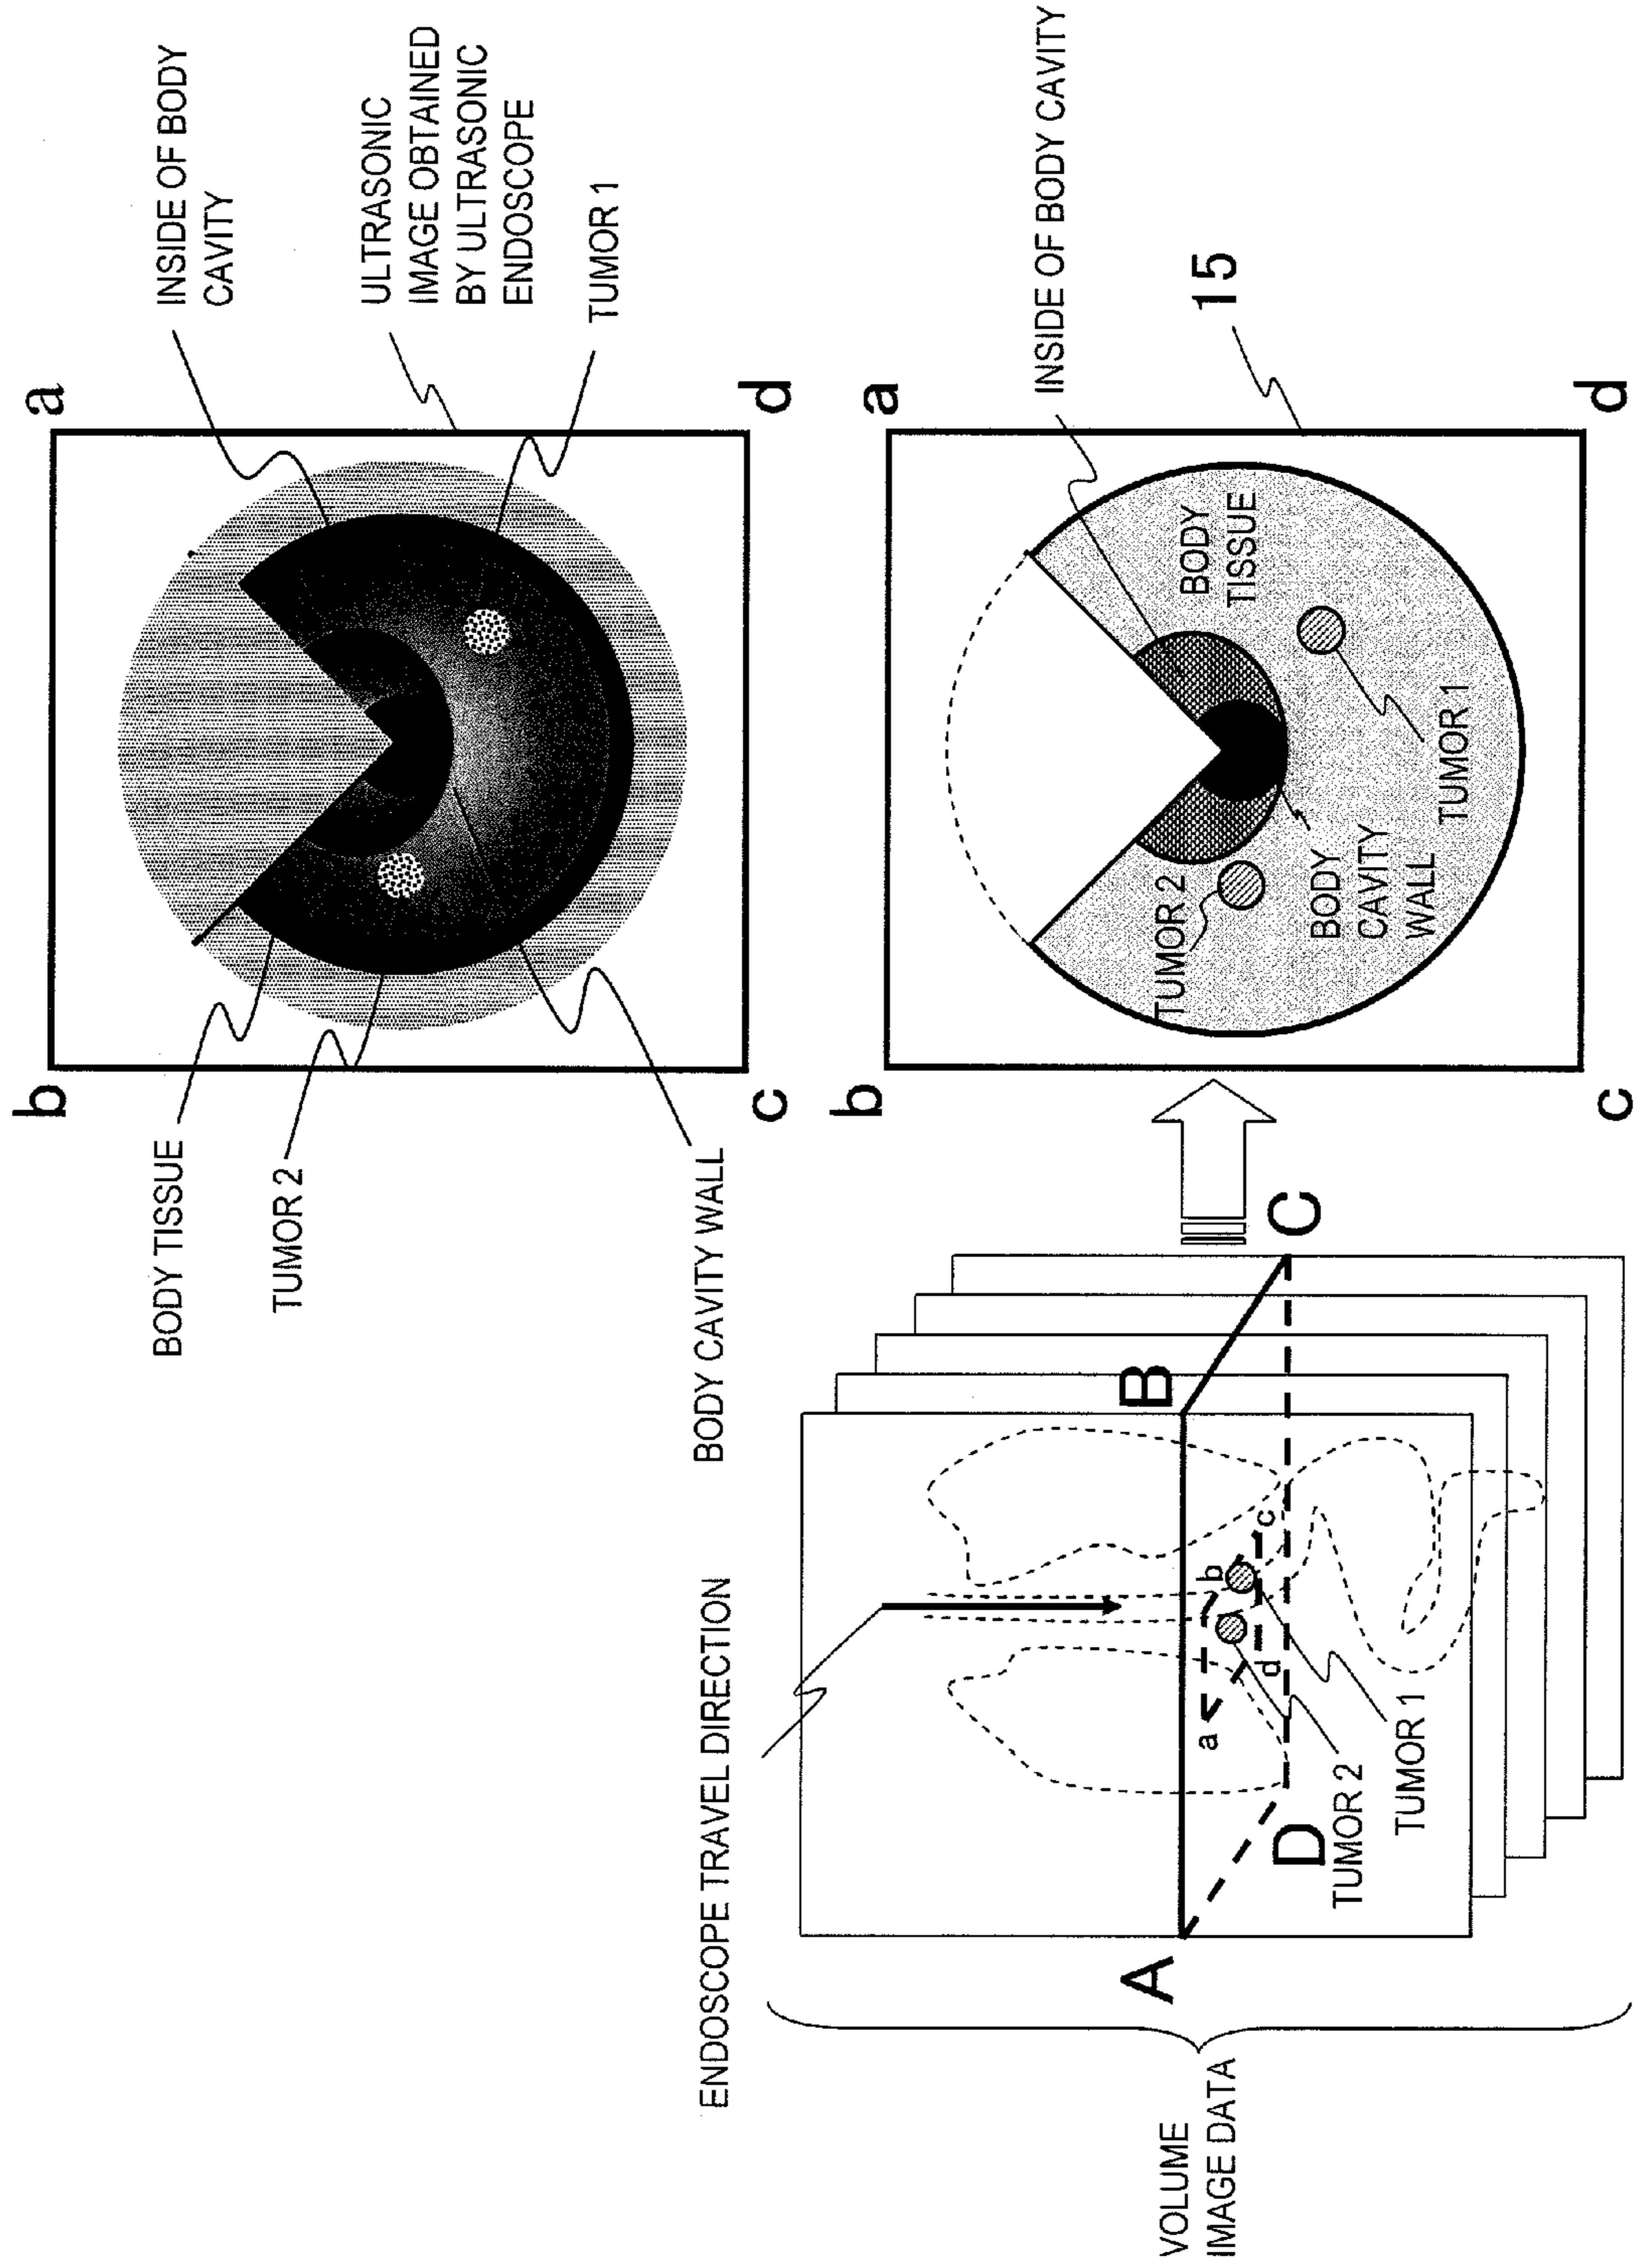 b
a
BODY TISSUE
INSIDE OF BODY
CAVITY
TUMOR 2
ULTRASONIC
IMAGE OBTAINED
BY ULTRASONIC
ENDOSCOPE
TUMOR 1
BODY CAVITY WALL
c
d
ENDOSCOPE TRAVEL DIRECTION
VOLUME
IMAGE DATA
A
B
C
D
a
b
c
d
TUMOR 2
TUMOR 1
b
a
INSIDE OF BODY CAVITY
15
BODY
TISSUE
TUMOR 2
BODY
CAVITY
WALL
TUMOR 1
c
d